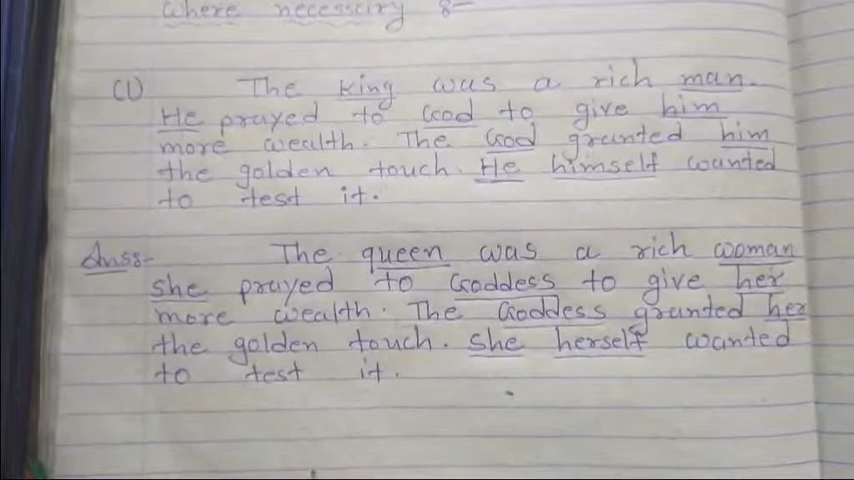 where necessary :-
(1) The king was a rich man.
He prayed to God to give him
more wealth. The God granted him
the golden touch. He himself wanted
to test it.
Ans:- The queen was a rich woman
she prayed to Goddess to give her
more wealth. The Goddess granted her
the golden touch. she herself wanted
to test it.